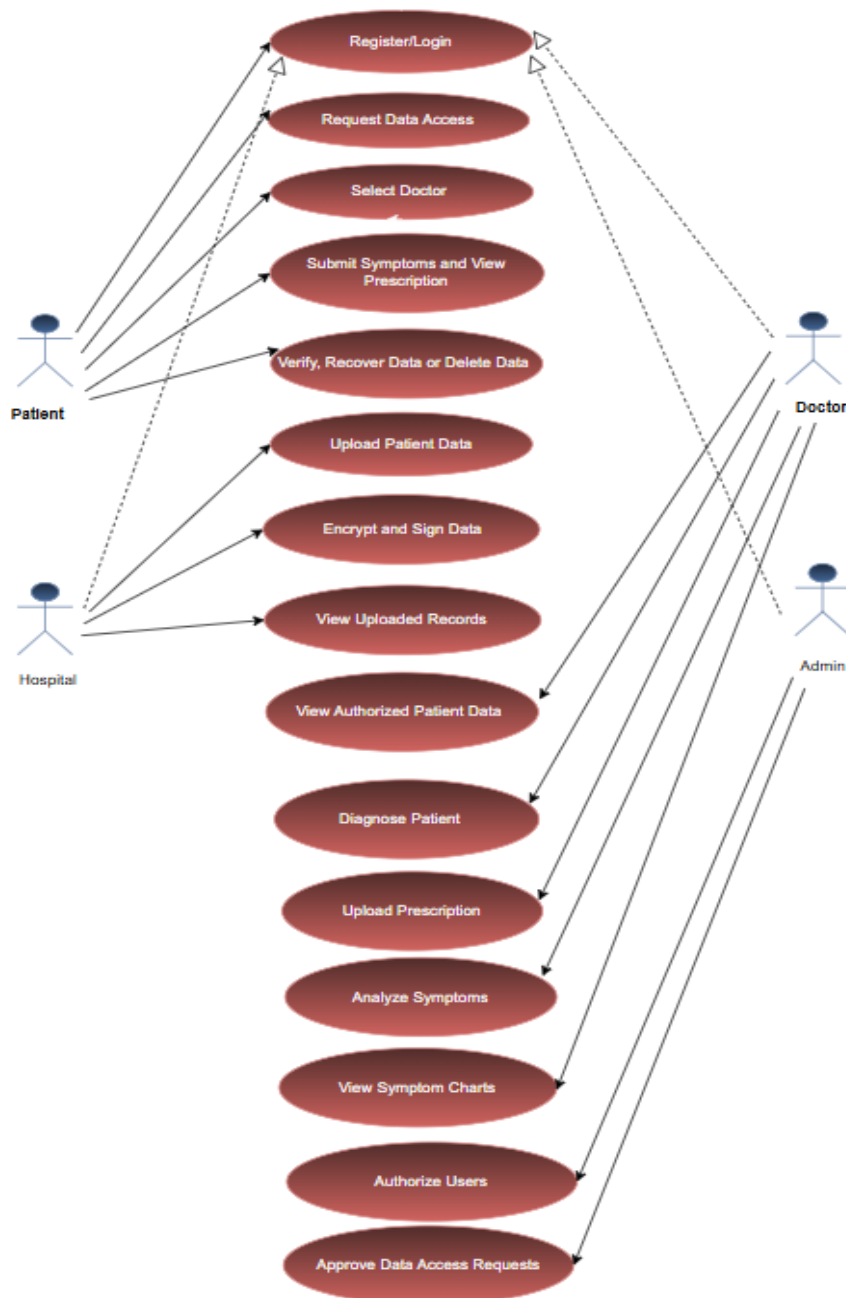 Register/Login
Request Data Access
Select Doctor
Submit Symptoms and View
Prescription
Verify, Recover Data or Delete Data
Patient
Doctor
Upload Patient Data
Encrypt and Sign Data
View Uploaded Records
Hospital
Admin
View Authorized Patient Data
Diagnose Patient
Upload Prescription
Analyze Symptoms
View Symptom Charts
Authorize Users
Approve Data Access Requests